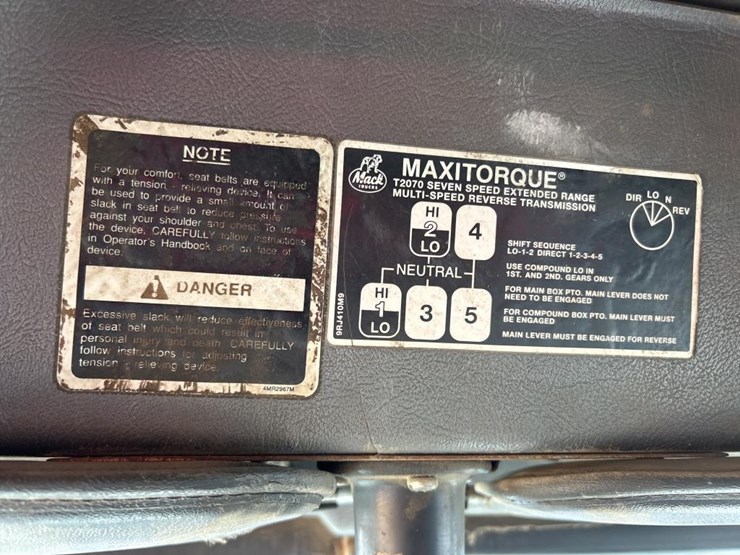 NOTE
For your comfort, seat belts are equipped
with a tension - relieving device. It can
be used to provide a small amount of
slack in seat belt to reduce pressure
against your shoulder and chest. To use
the device, CAREFULLY follow instructions
in Operator's Handbook and on face of
device.
DANGER
Excessive slack will reduce effectiveness
of seat belt which could result in
personal injury and death. CAREFULLY
follow instructions for adjusting
tension - relieving device.
4MR2967M
Mack
TRUCKS
MAXITORQUE®
T2070 SEVEN SPEED EXTENDED RANGE
MULTI-SPEED REVERSE TRANSMISSION
DIR LO N REV
HI
2
LO
4
NEUTRAL
HI
1
LO
3
5
SHIFT SEQUENCE
LO-1-2 DIRECT 1-2-3-4-5
USE COMPOUND LO IN
1ST. AND 2ND. GEARS ONLY
FOR MAIN BOX PTO. MAIN LEVER DOES NOT
NEED TO BE ENGAGED
FOR COMPOUND BOX PTO. MAIN LEVER MUST
BE ENGAGED
MAIN LEVER MUST BE ENGAGED FOR REVERSE
9RJ410M9